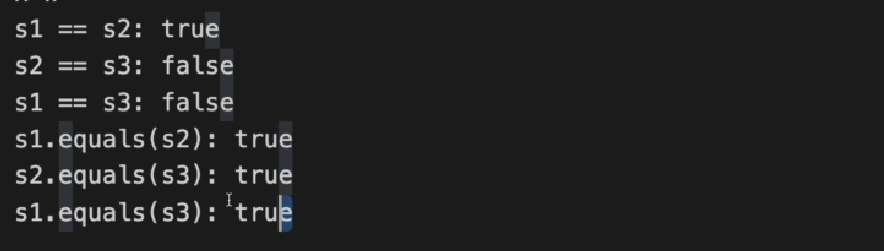 s1 == s2: true
s2 == s3: false
s1 == s3: false
s1.equals(s2): true
s2.equals(s3): true
s1.equals(s3): true